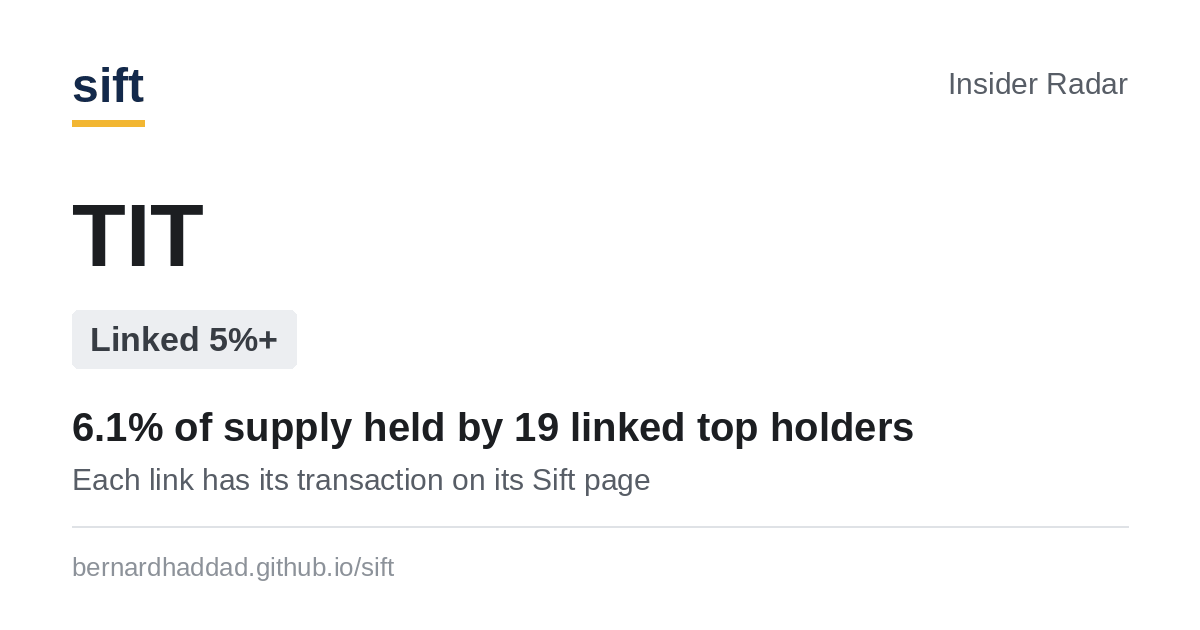 sift
Insider Radar
TIT
Linked 5%+
6.1% of supply held by 19 linked top holders
Each link has its transaction on its Sift page
bernardhaddad.github.io/sift